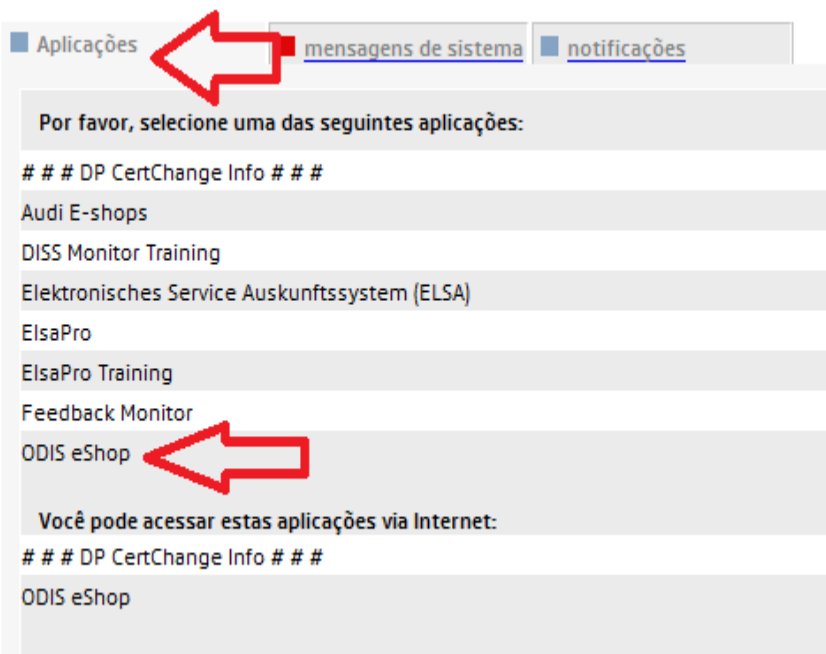 Aplicações
mensagens de sistema
notificações
Por favor, selecione uma das seguintes aplicações:
# # # DP CertChange Info # # #
Audi E-shops
DISS Monitor Training
Elektronisches Service Auskunftssystem (ELSA)
ElsaPro
ElsaPro Training
Feedback Monitor
ODIS eShop
Você pode acessar estas aplicações via Internet:
# # # DP CertChange Info # # #
ODIS eShop